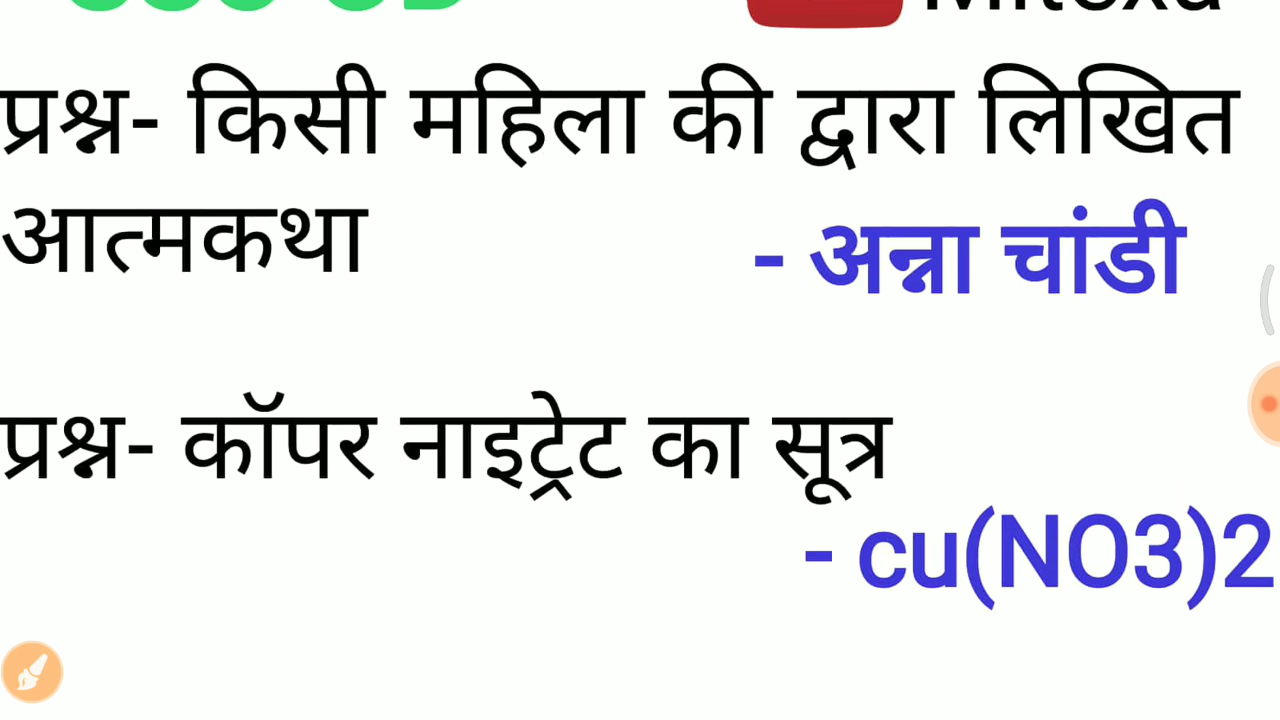 प्रश्न- किसी महिला की द्वारा लिखित
आत्मकथा
- अन्ना चांडी
प्रश्न- कॉपर नाइट्रेट का सूत्र
- cu(NO3)2